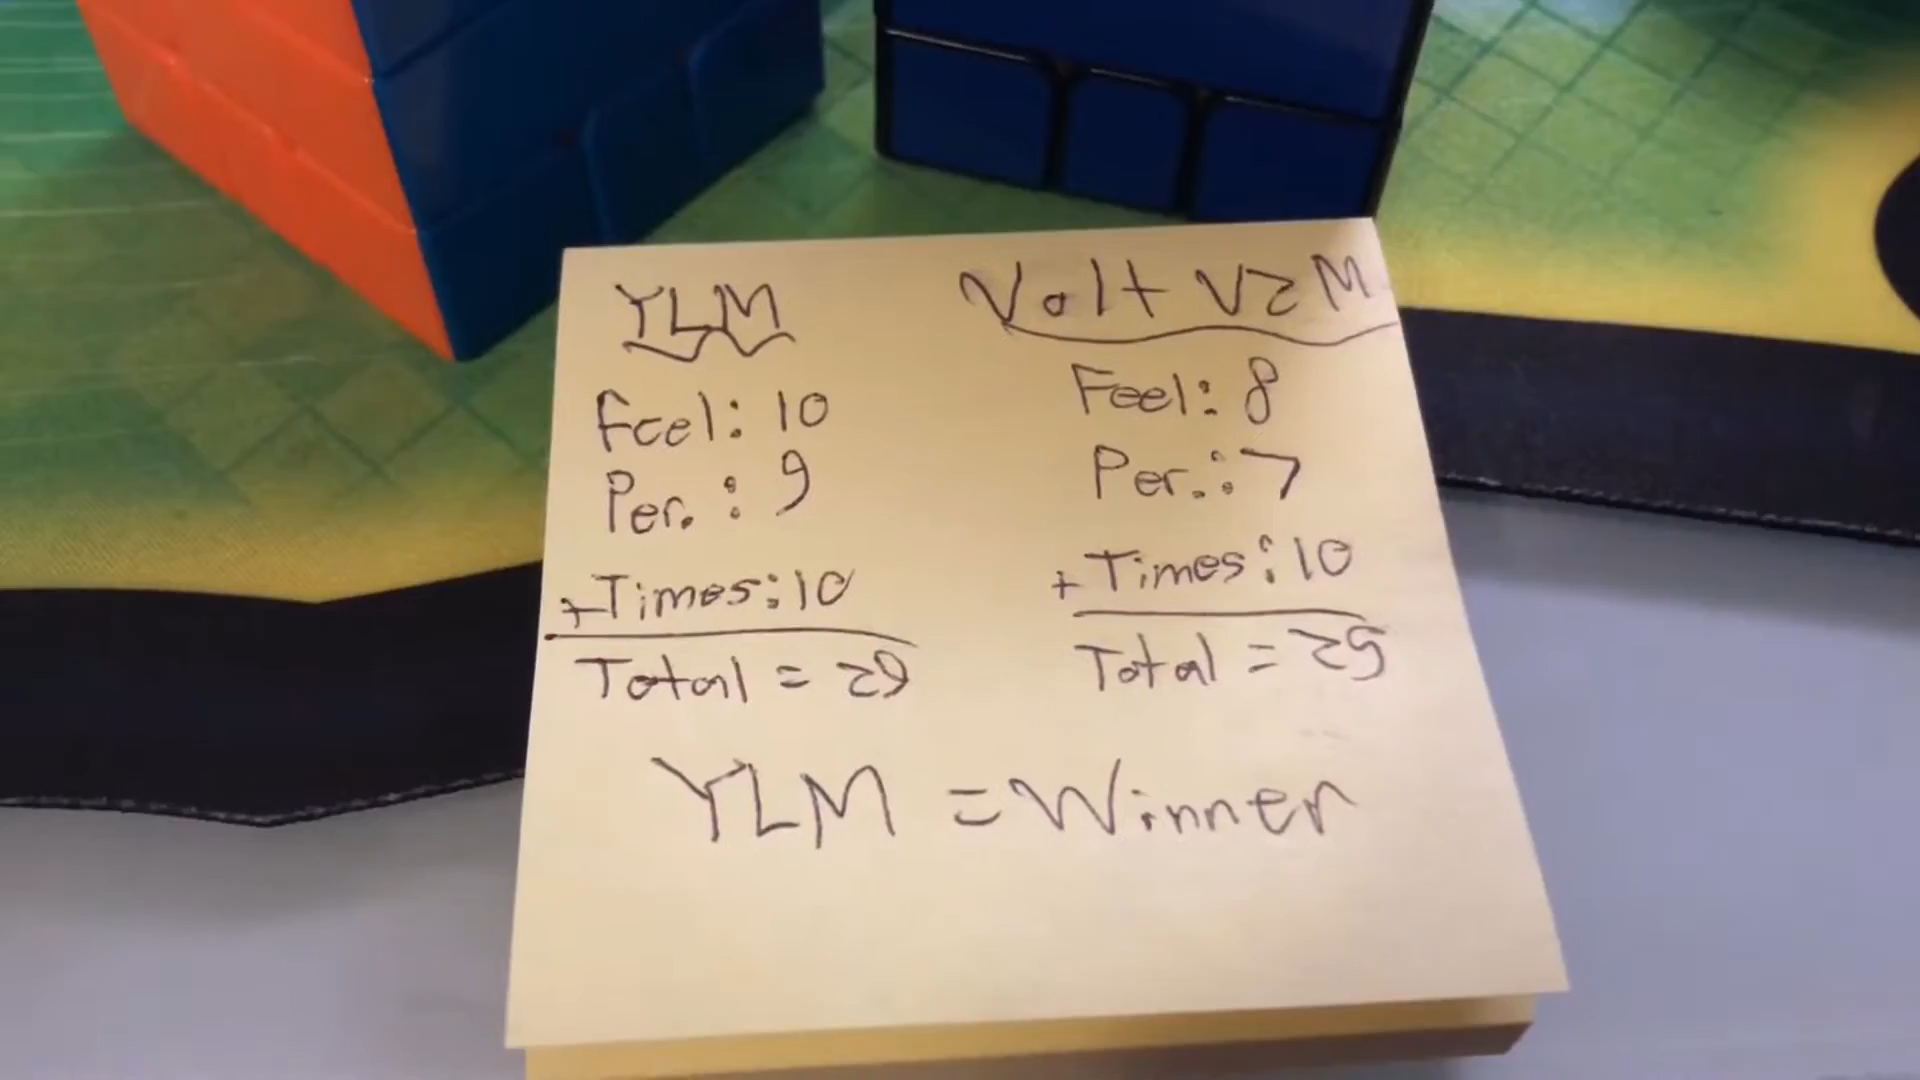 YLM
Feel: 10
Per. : 9
+Times: 10
Total = 29
Volt V2 M
Feel: 8
Per. : 7
+ Times: 10
Total = 25
YLM = Winner